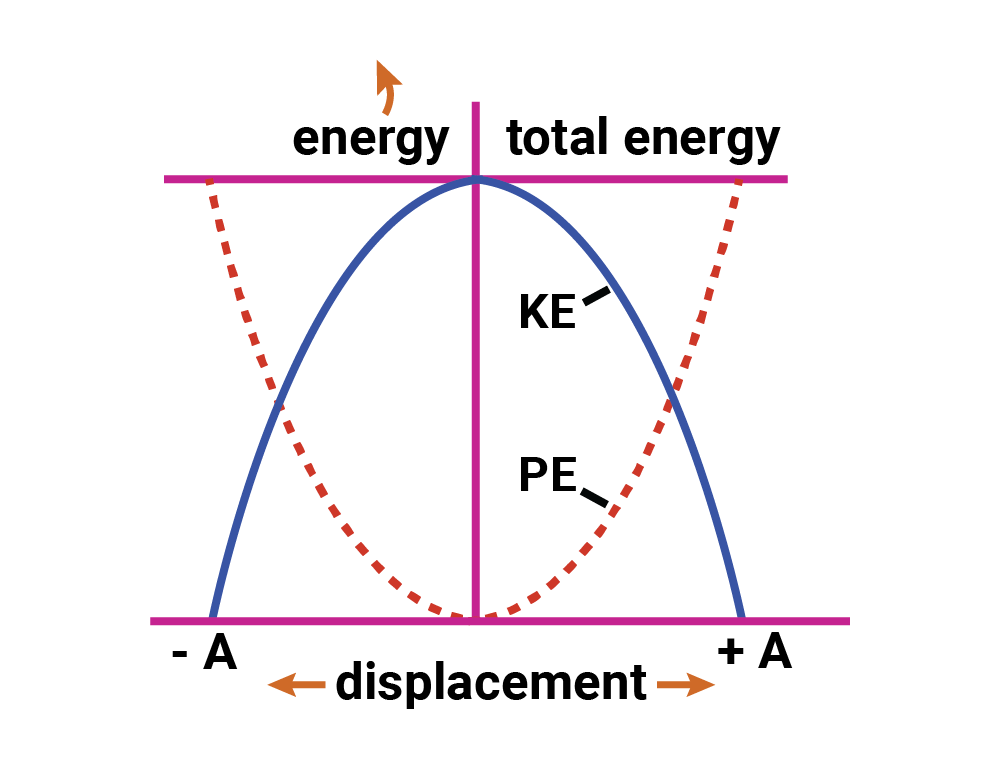 energy
total energy
KE
PE
- A
+ A
displacement